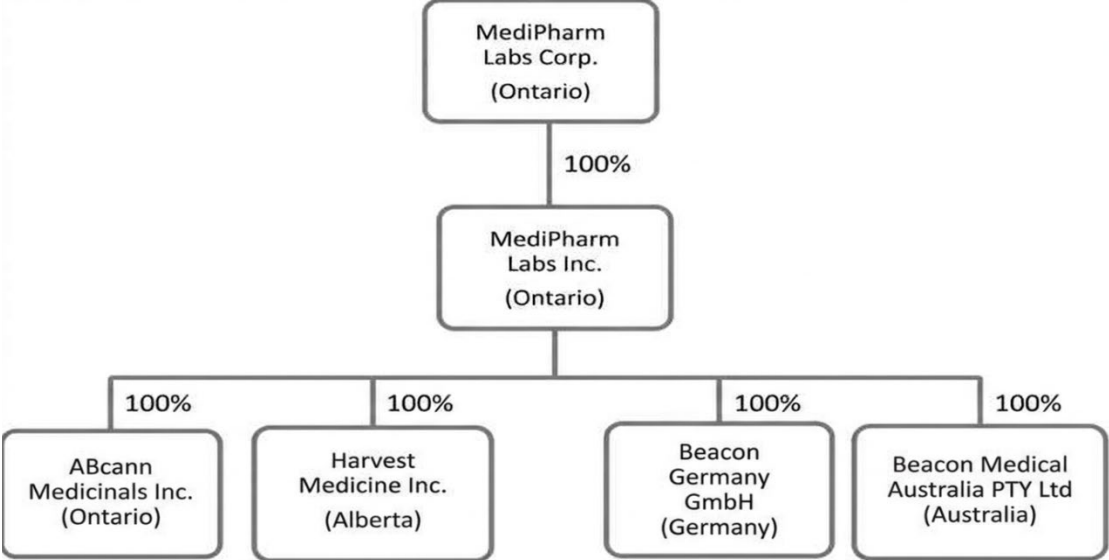 MediPharm
Labs Corp.
(Ontario)
100%
MediPharm
Labs Inc.
(Ontario)
100%
100%
100%
100%
ABcann
Medicinals Inc.
(Ontario)
Harvest
Medicine Inc.
(Alberta)
Beacon
Germany
GmbH
(Germany)
Beacon Medical
Australia PTY Ltd
(Australia)